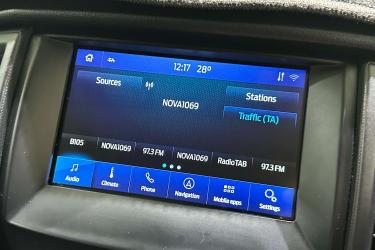 12:17 28°
Sources
NOVA1069
Stations
Traffic (TA)
B105 NOVA1069 97.3 FM NOVA1069 RadioTAB 97.3 FM
Audio Climate Phone Navigation Mobile apps Settings